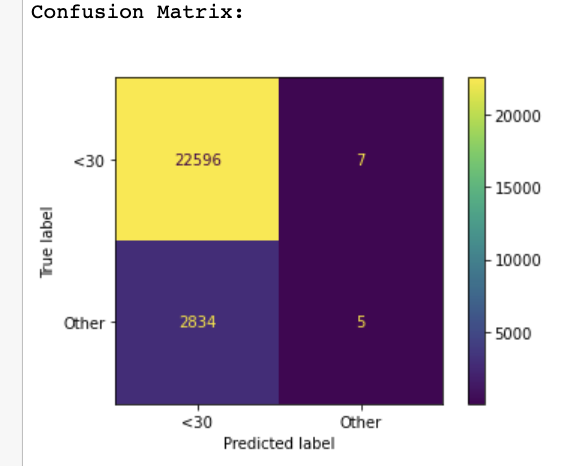 Confusion Matrix:
<30
22596
7
Other
2834
5
<30
Other
True label
Predicted label
20000
15000
10000
5000